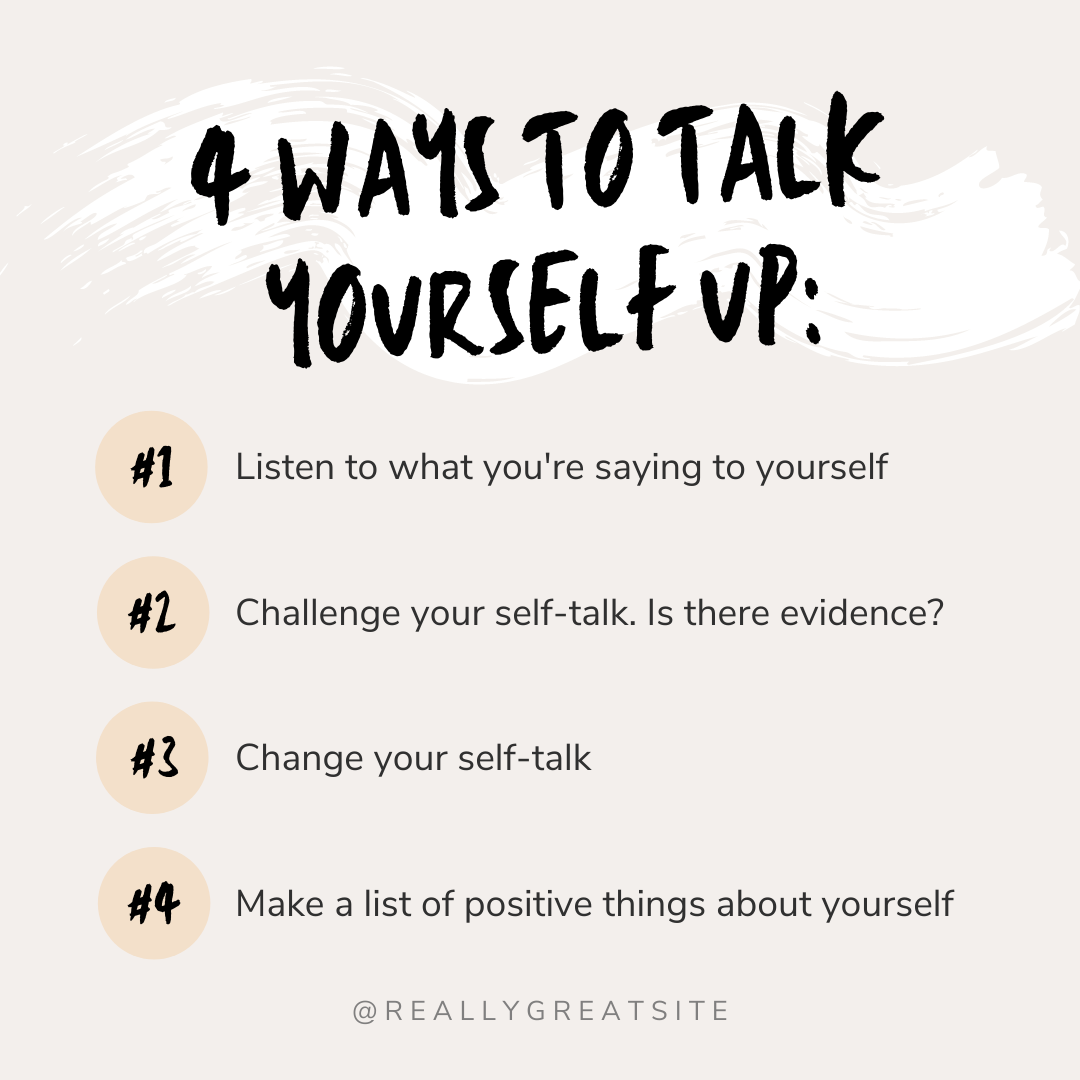 4 WAYS TO TALK
YOURSELF UP:
#1 Listen to what you're saying to yourself
#2 Challenge your self-talk. Is there evidence?
#3 Change your self-talk
#4 Make a list of positive things about yourself
@REALLYGREATSITE